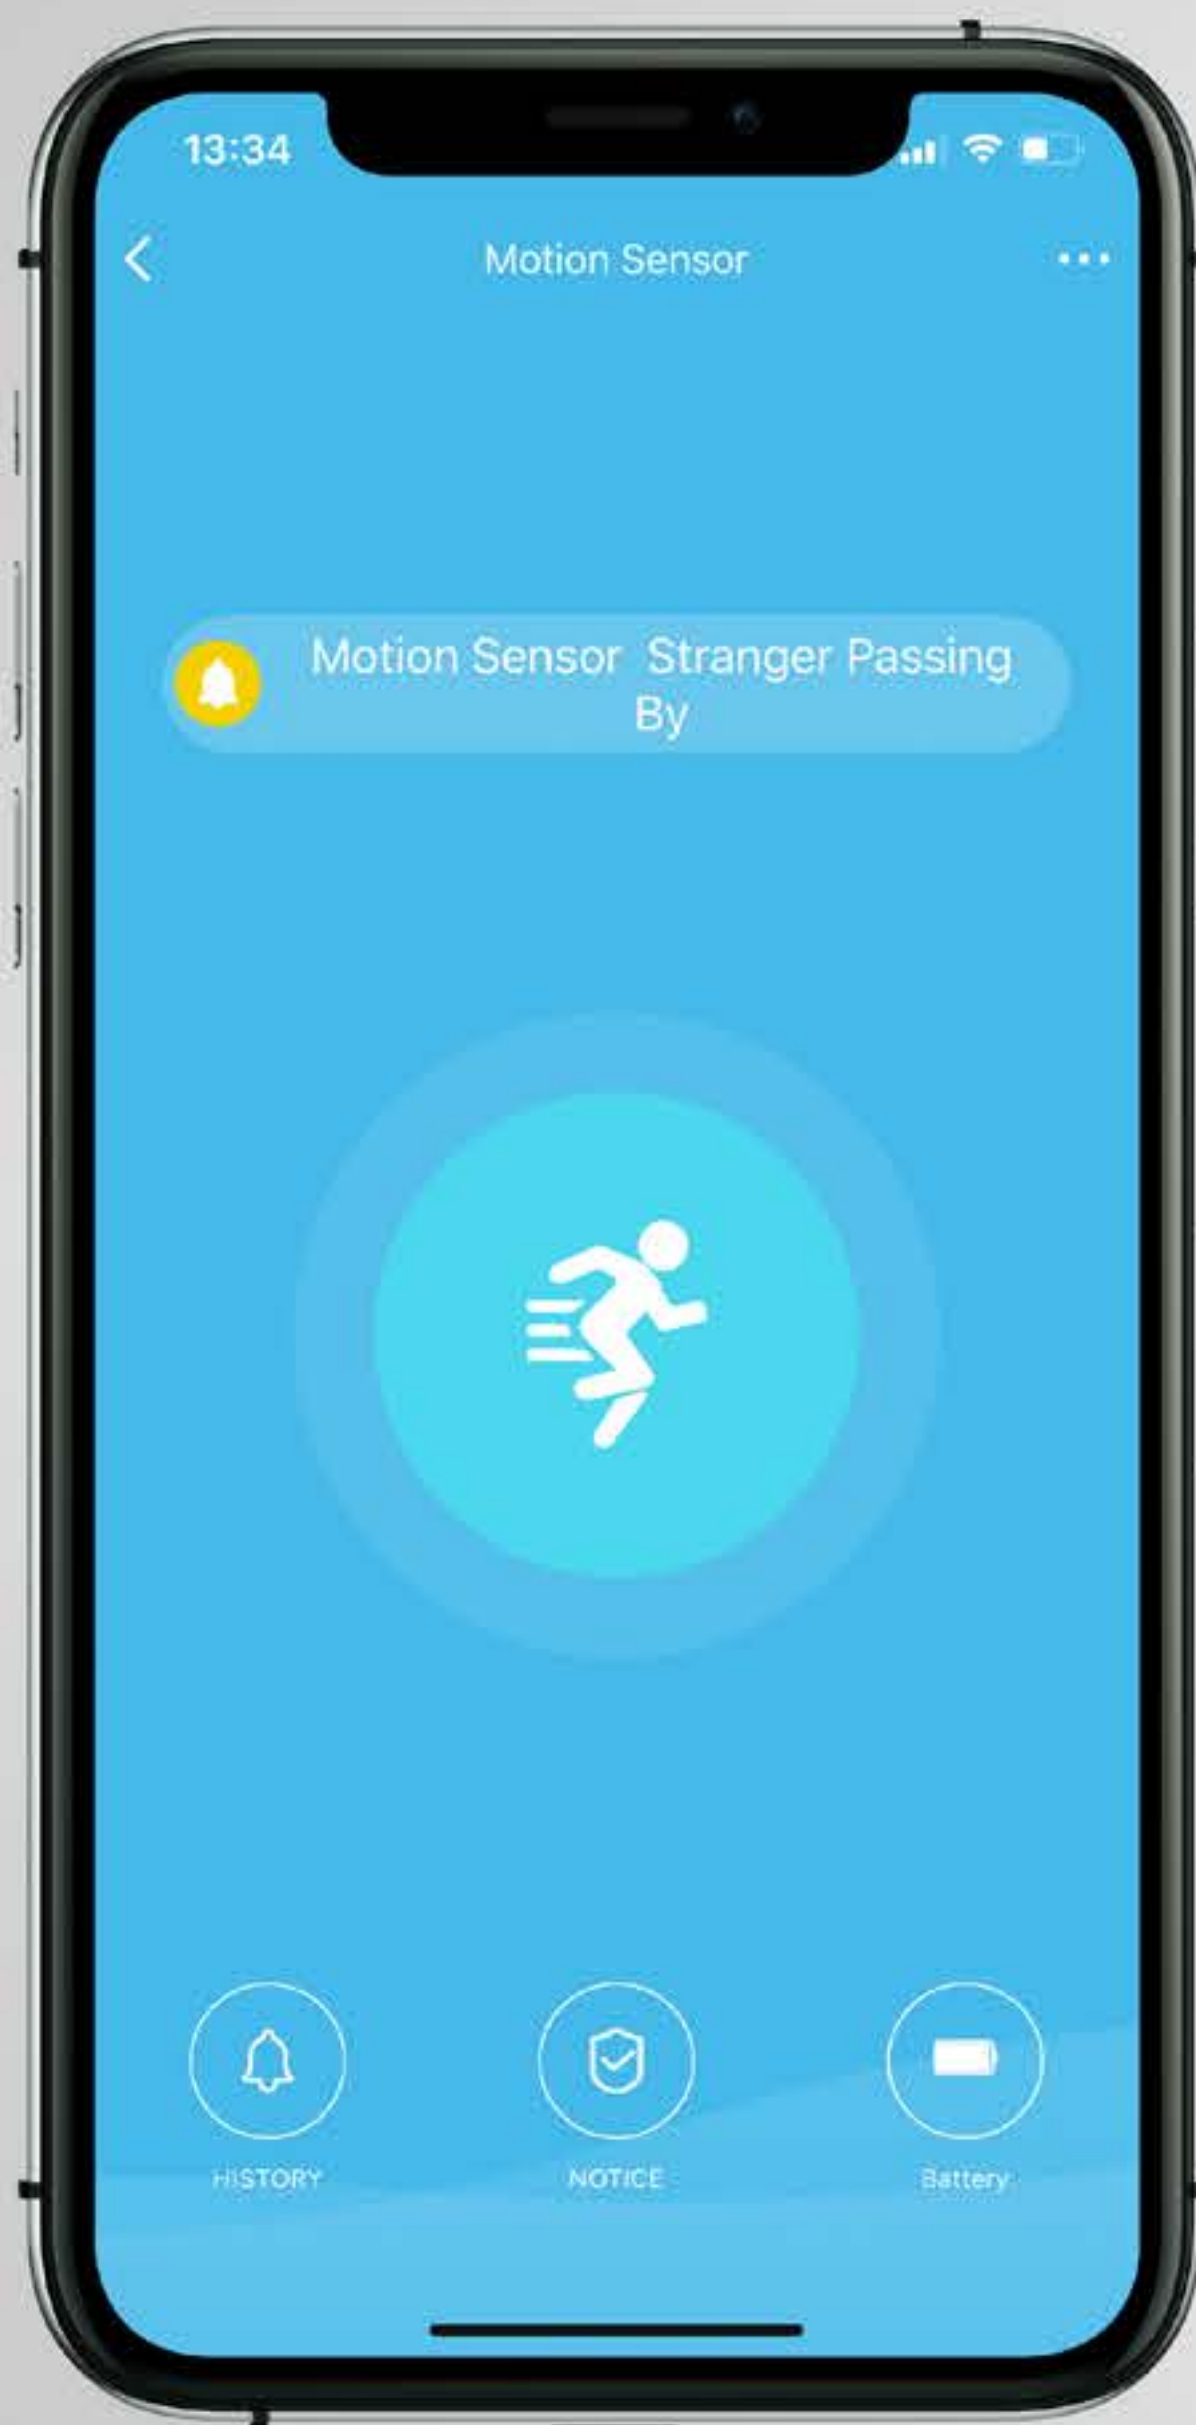 13:34
Motion Sensor
Motion Sensor  Stranger Passing
By
HISTORY
NOTICE
Battery